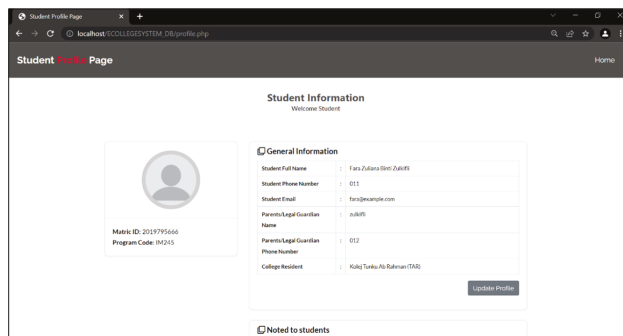 Student Profile Page
localhost/ECOLLEGESYSTEM_DB/profile.php
Student Profile Page
Home
Student Information
Welcome Student
General Information
Student Full Name : Fara Zuliana Binti Zulkifli
Student Phone Number : 011
Student Email : fara@example.com
Parents/Legal Guardian
Name : zulkifli
Parents/Legal Guardian
Phone Number : 012
College Resident : Kolej Tunku Ab Rahman (TAR)
Update Profile
Matric ID: 2019795666
Program Code: IM245
Noted to students